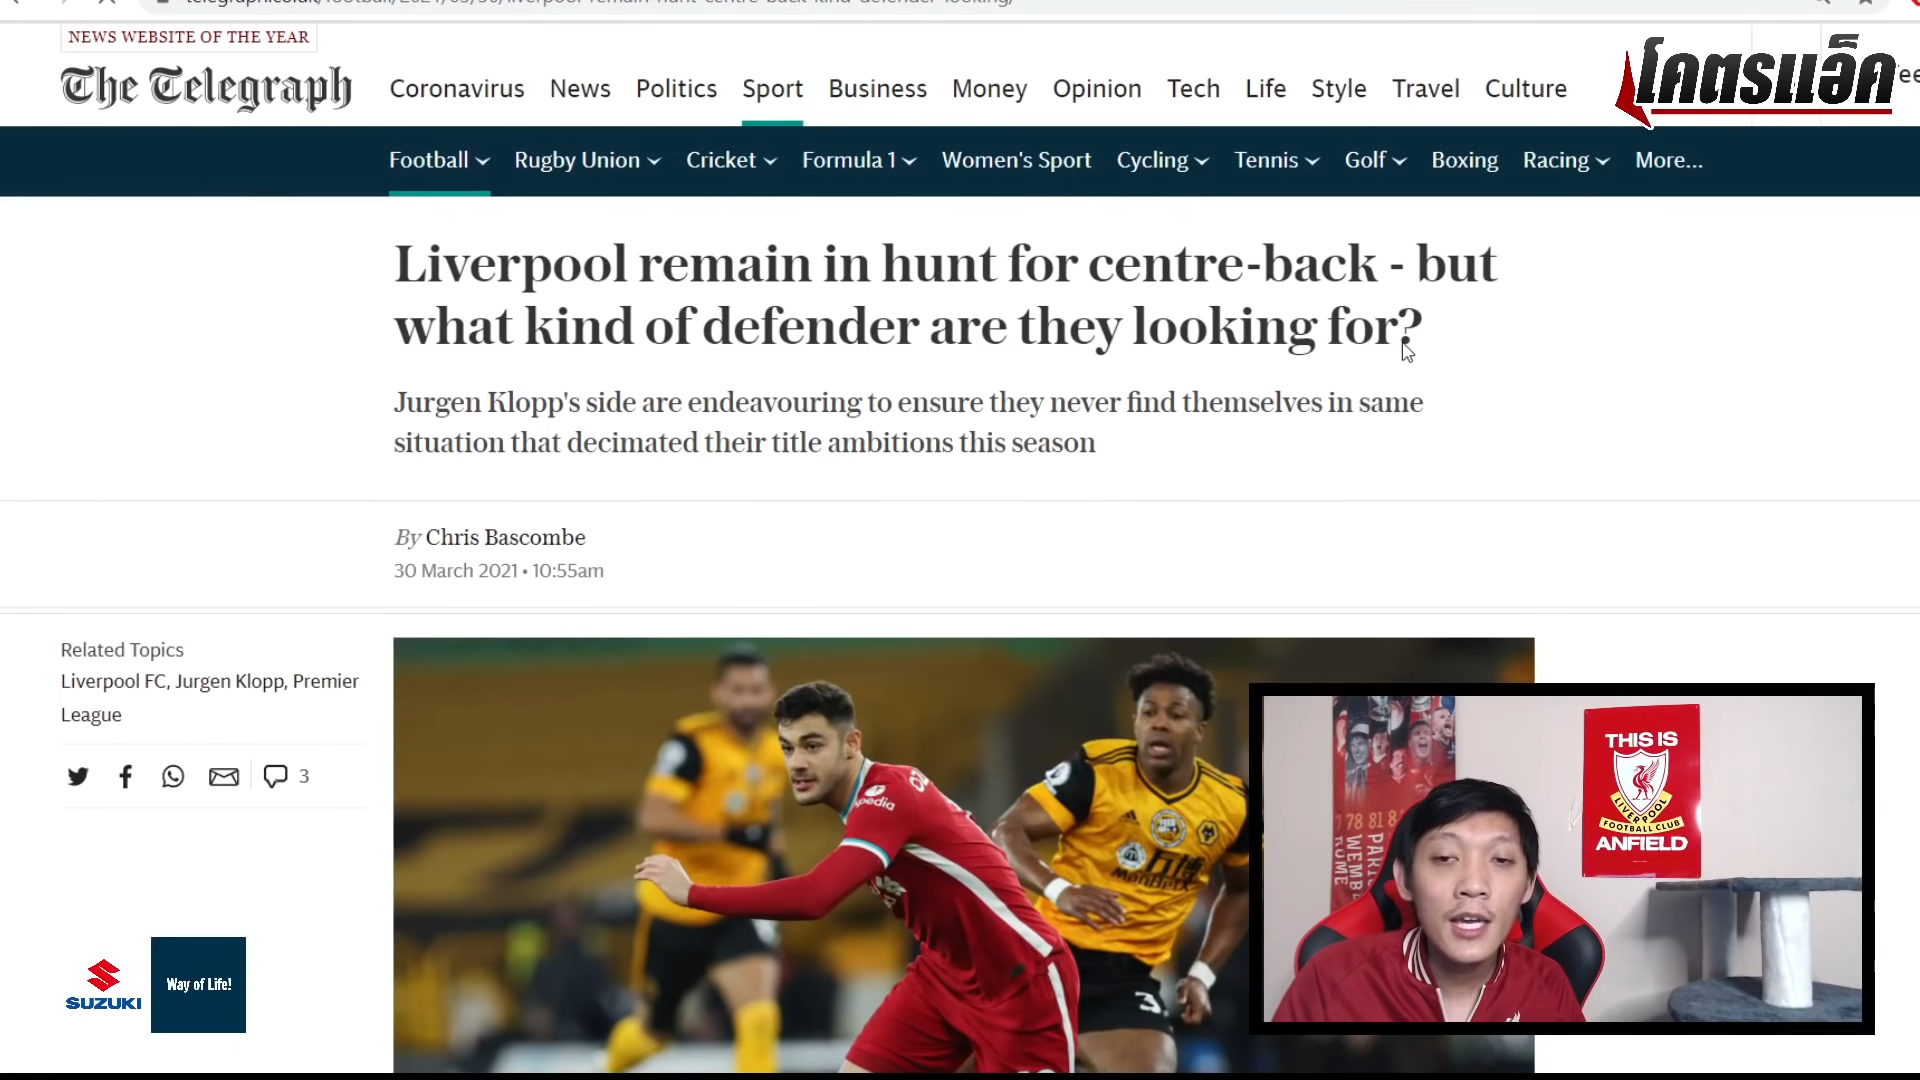 NEWS WEBSITE OF THE YEAR
The Telegraph
Coronavirus News Politics Sport Business Money Opinion Tech Life Style Travel Culture
โคตรแอ็ค
Football Rugby Union Cricket Formula 1 Women's Sport Cycling Tennis Golf Boxing Racing More...
Liverpool remain in hunt for centre-back - but
what kind of defender are they looking for?
Jurgen Klopp's side are endeavouring to ensure they never find themselves in same
situation that decimated their title ambitions this season
By Chris Bascombe
30 March 2021 • 10:55am
Related Topics
Liverpool FC, Jurgen Klopp, Premier
League
3
SUZUKI
Way of Life!
THIS IS
LIVERPOOL
FOOTBALL CLUB
ANFIELD